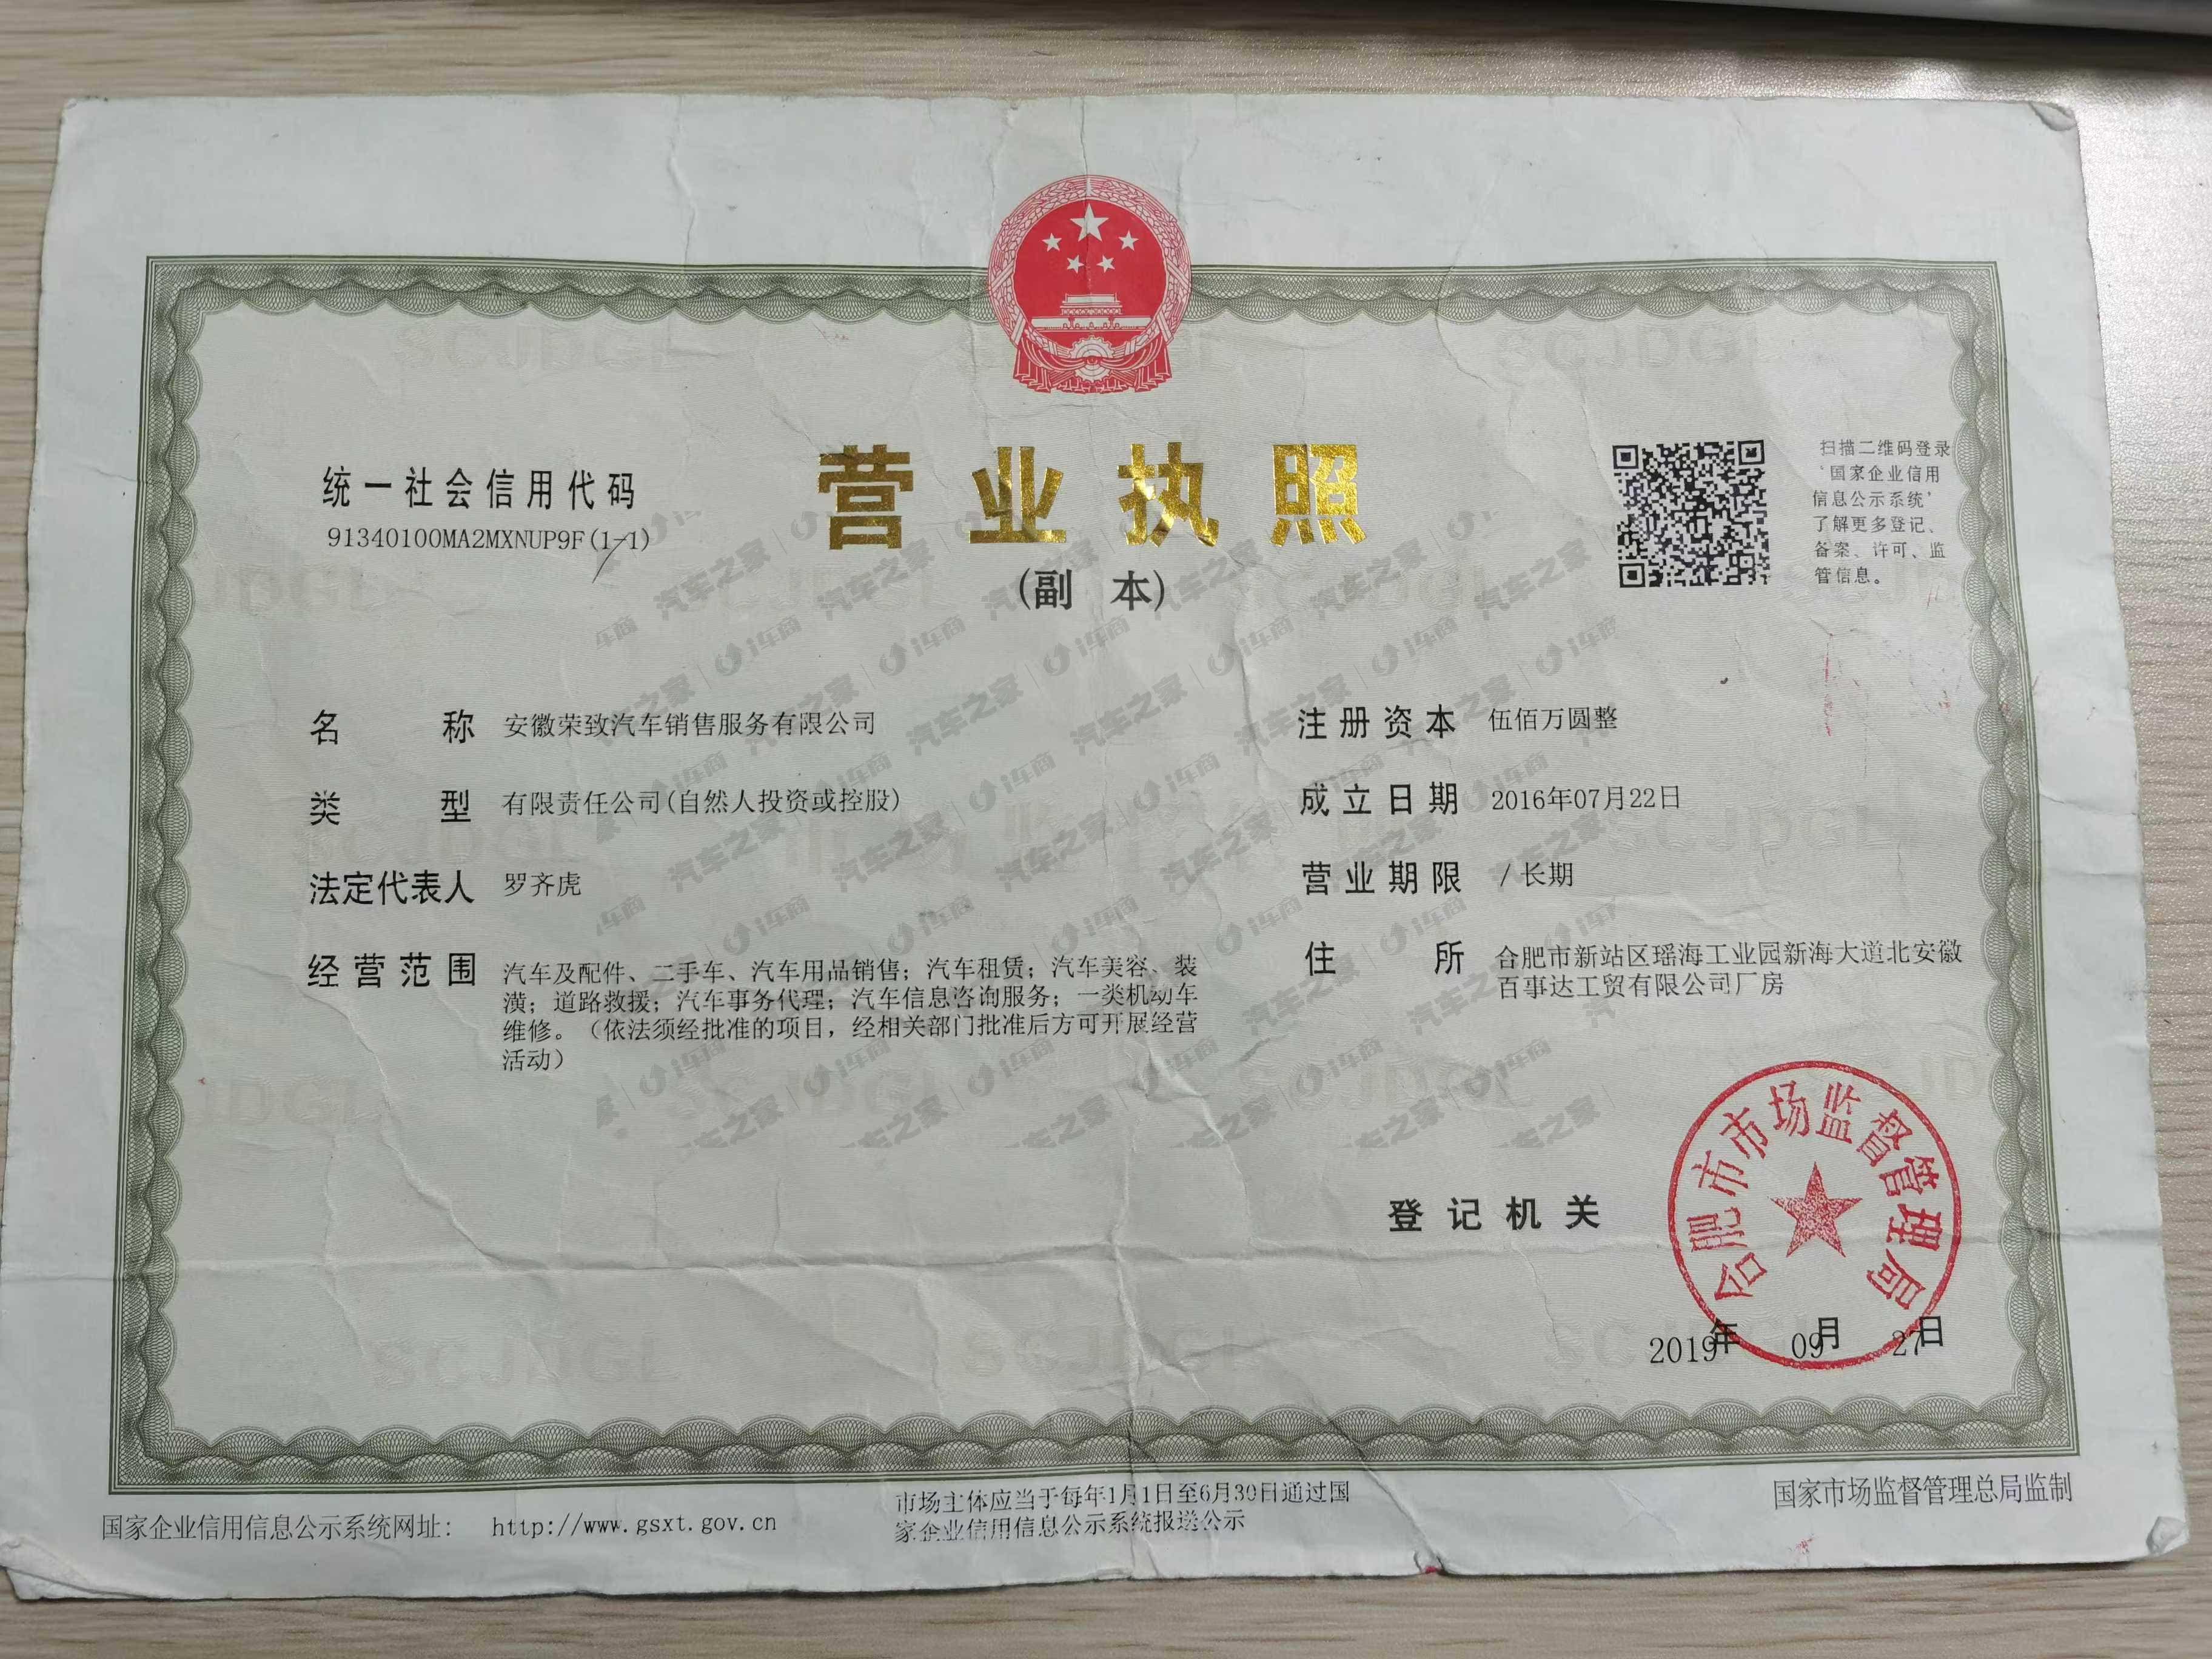 统一社会信用代码
91340100MA2MXNUP9F(1-1)
营业执照
(副 本)
扫描二维码登录
‘国家企业信用
信息公示系统’
了解更多登记、
备案、许可、监
管信息。
名 称 安徽荣致汽车销售服务有限公司
类 型 有限责任公司(自然人投资或控股)
法定代表人 罗齐虎
经营范围 汽车及配件、二手车、汽车用品销售；汽车租赁；汽车美容、装
潢；道路救援；汽车事务代理；汽车信息咨询服务；一类机动车
维修。（依法须经批准的项目，经相关部门批准后方可开展经营
活动）
注册资本 伍佰万圆整
成立日期 2016年07月22日
营业期限 / 长期
住 所 合肥市新站区瑶海工业园新海大道北安徽
百事达工贸有限公司厂房
登记机关
合肥市市场监督管理局
2019年 09月 27日
国家企业信用信息公示系统网址： http://www.gsxt.gov.cn
市场主体应当于每年1月1日至6月30日通过国
家企业信用信息公示系统报送公示
国家市场监督管理总局监制
汽车之家 i车商
SCJDGL